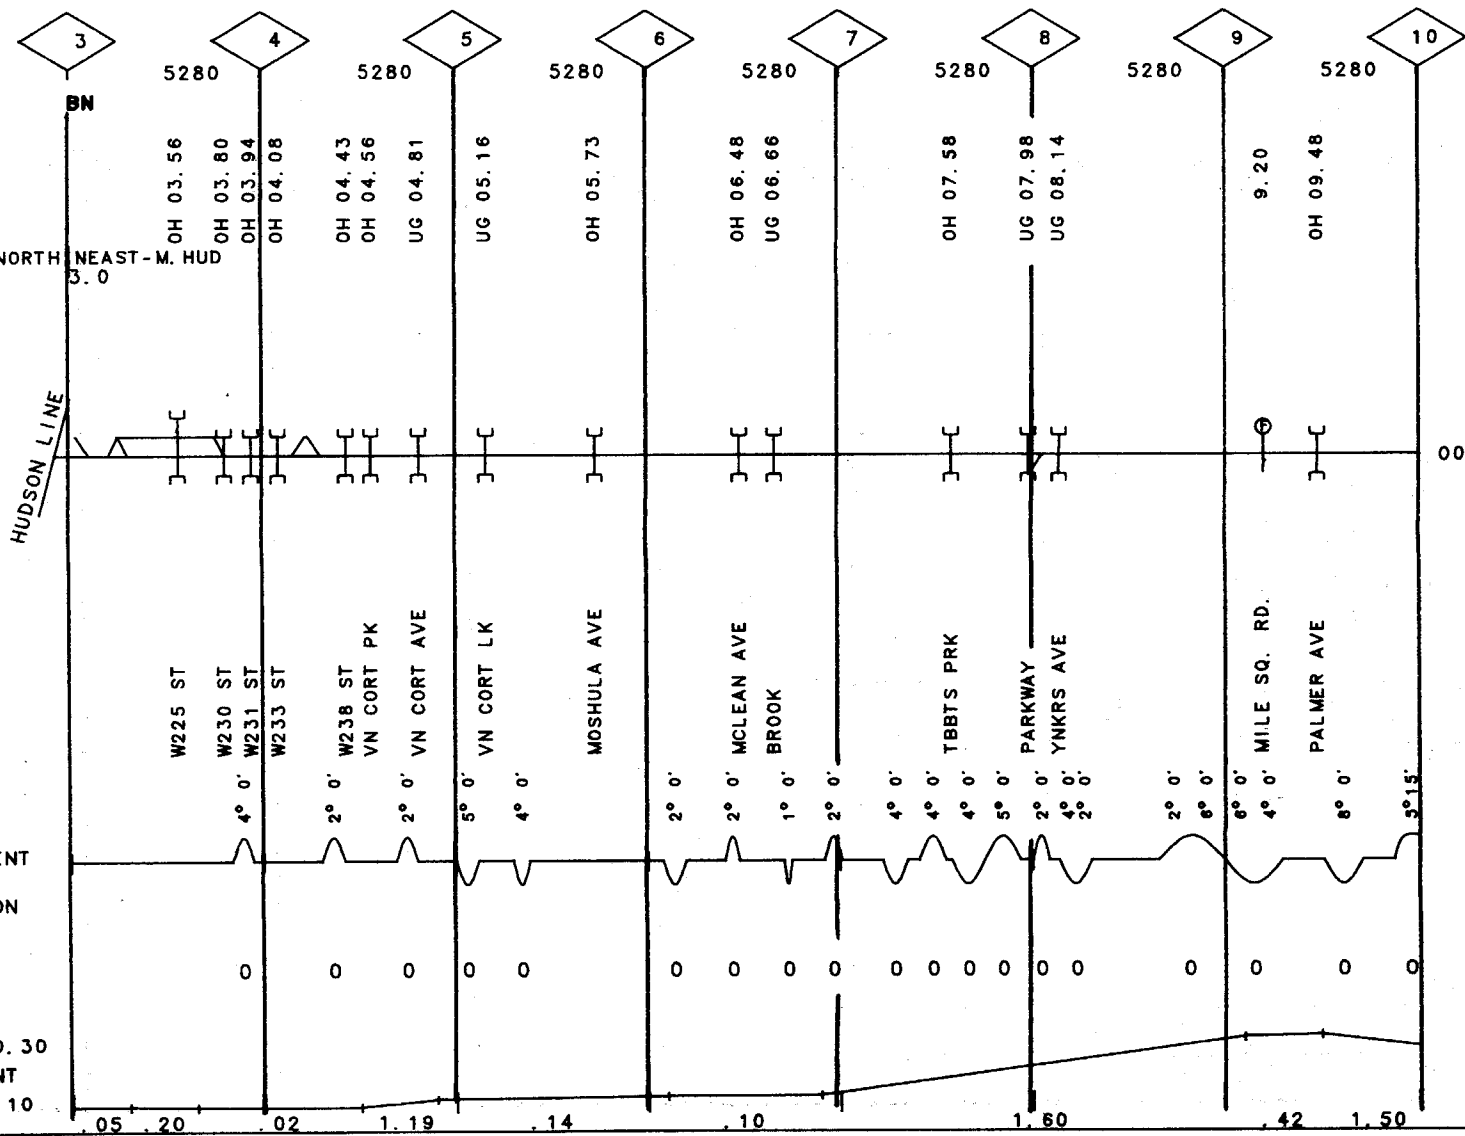 3 4 5 6 7 8 9 10
5280 5280 5280 5280 5280 5280 5280
BN
OH 03.56
OH 03.80
OH 03.94
OH 04.08
OH 04.43
OH 04.56
UG 04.81
UG 05.16
OH 05.73
OH 06.48
UG 06.66
OH 07.58
UG 07.98
UG 08.14
9.20
OH 09.48
NORTH NEAST-M. HUD
3.0
HUDSON LINE
00
W225 ST
W230 ST
W231 ST
W233 ST
W238 ST
VN CORT PK
VN CORT AVE
VN CORT LK
MOSHULA AVE
MCLEAN AVE
BROOK
TBBTS PRK
PARKWAY
YNKRS AVE
MILE SQ. RD.
PALMER AVE
4° 0'
2° 0'
2° 0'
5° 0'
4° 0'
2° 0'
2° 0'
1° 0'
2° 0'
4° 0'
4° 0'
4° 0'
5° 0'
2° 0'
4° 0'
2° 0'
2° 0'
6° 0'
6° 0'
4° 0'
8° 0'
5°15'
ENT
ON
0 0 0 0 0 0 0 0 0 0 0 0 0 0 0 0 0 0 0
0.30
NT
10
.05 .20 .02 1.19 .14 .10 1.60 .42 1.50